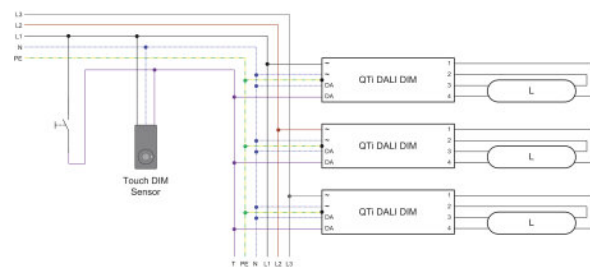 L3
L2
L1
N
PE
~
~
DA
DA
QTi DALI DIM
1
2
3
4
L
~
~
DA
DA
QTi DALI DIM
1
2
3
4
L
Touch DIM
Sensor
~
~
DA
DA
QTi DALI DIM
1
2
3
4
L
T PE N L1 L2 L3